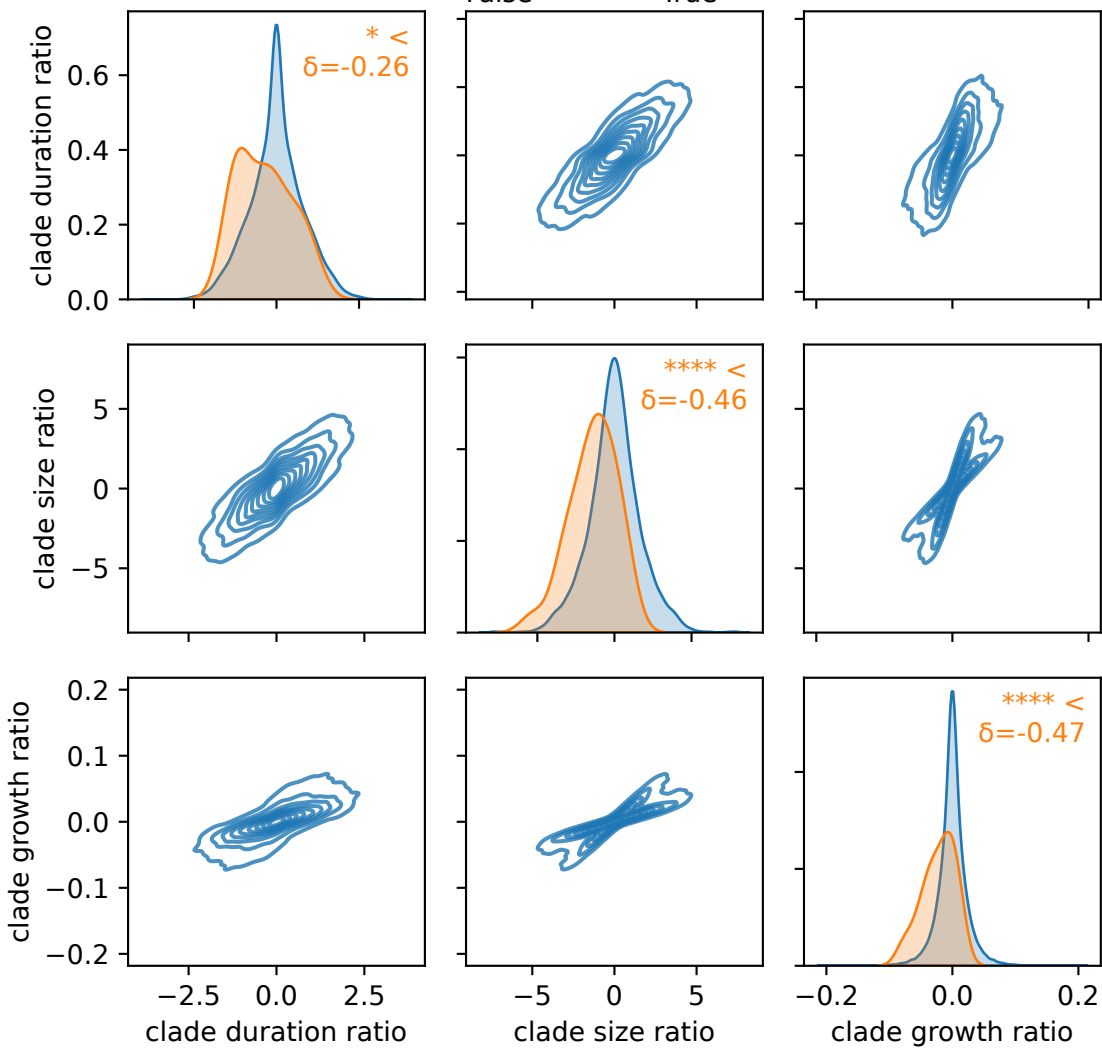 True
* <
δ=-0.26
clade duration ratio
0.6
0.4
0.2
0.0
**** <
δ=-0.46
clade size ratio
5
0
−5
**** <
δ=-0.47
clade growth ratio
0.2
0.1
0.0
−0.1
−0.2
−2.5 0.0 2.5
−5 0 5
−0.2 0.0 0.2
clade duration ratio
clade size ratio
clade growth ratio